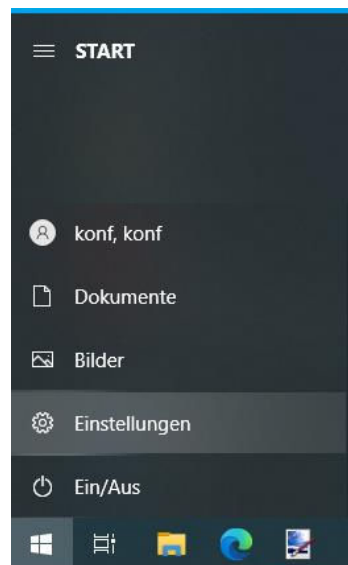 START
konf, konf
Dokumente
Bilder
Einstellungen
Ein/Aus